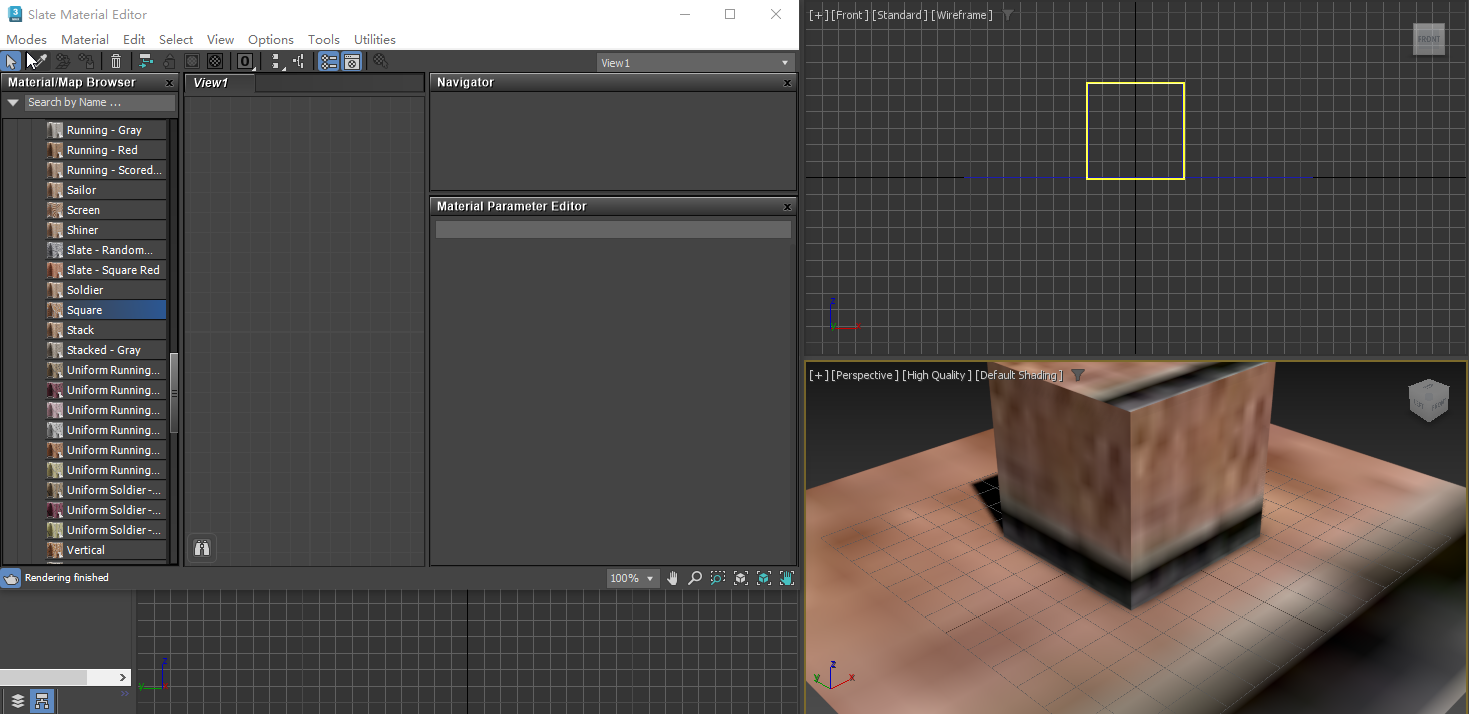 Slate Material Editor
Modes Material Edit Select View Options Tools Utilities
0
View1
Material/Map Browser x
Search by Name ...
Running - Gray
Running - Red
Running - Scored...
Sailor
Screen
Shiner
Slate - Random...
Slate - Square Red
Soldier
Square
Stack
Stacked - Gray
Uniform Running...
Uniform Running...
Uniform Running...
Uniform Running...
Uniform Running...
Uniform Running...
Uniform Soldier -...
Uniform Soldier -...
Uniform Soldier -...
Vertical
View1
Navigator x
Material Parameter Editor x
Rendering finished
100%
z
y
[+] [Front ] [Standard ] [Wireframe ]
FRONT
z
[+] [Perspective ] [High Quality ] [Default Shading ]
LEFT FRONT
z
y
x